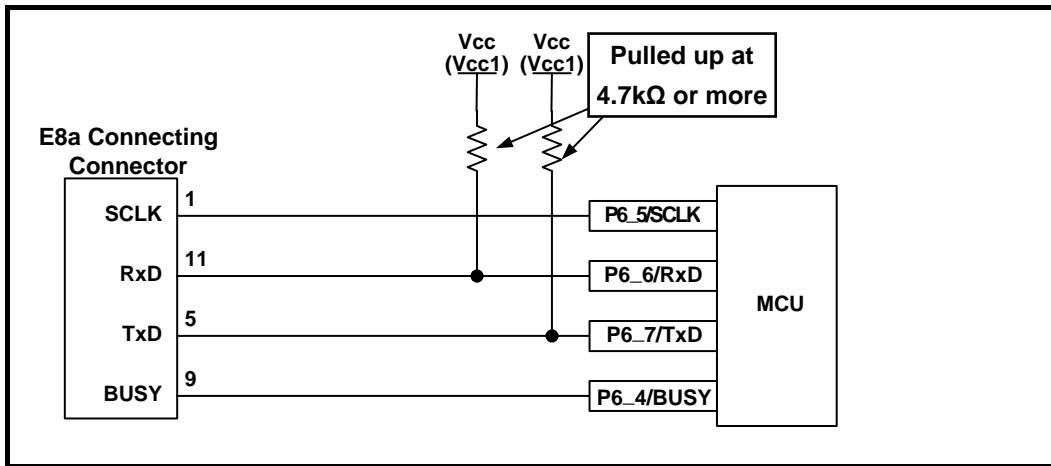 Vcc
(Vcc1)
Vcc
(Vcc1)
Pulled up at
4.7kΩ or more
E8a Connecting
Connector
SCLK
1
P6_5/SCLK
RxD
11
P6_6/RxD
MCU
TxD
5
P6_7/TxD
BUSY
9
P6_4/BUSY